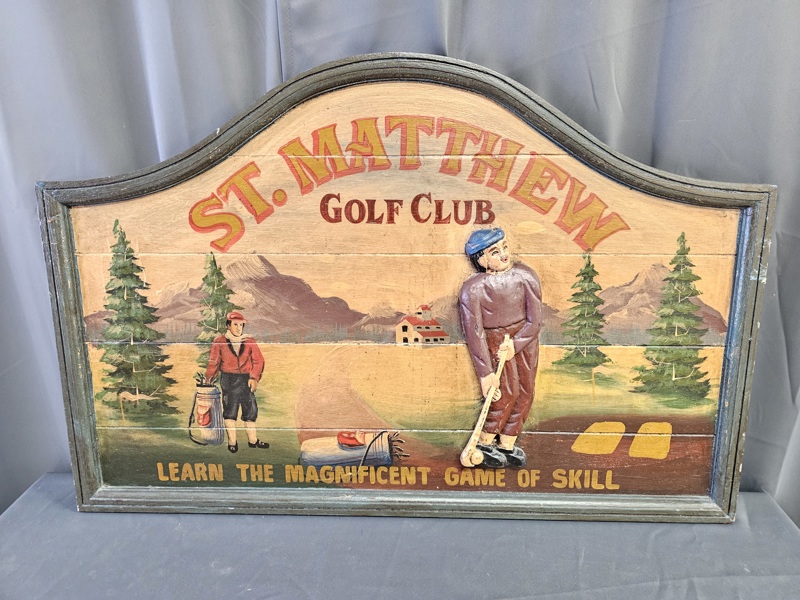 ST. MATTHEW
GOLF CLUB
LEARN THE MAGNIFICENT GAME OF SKILL